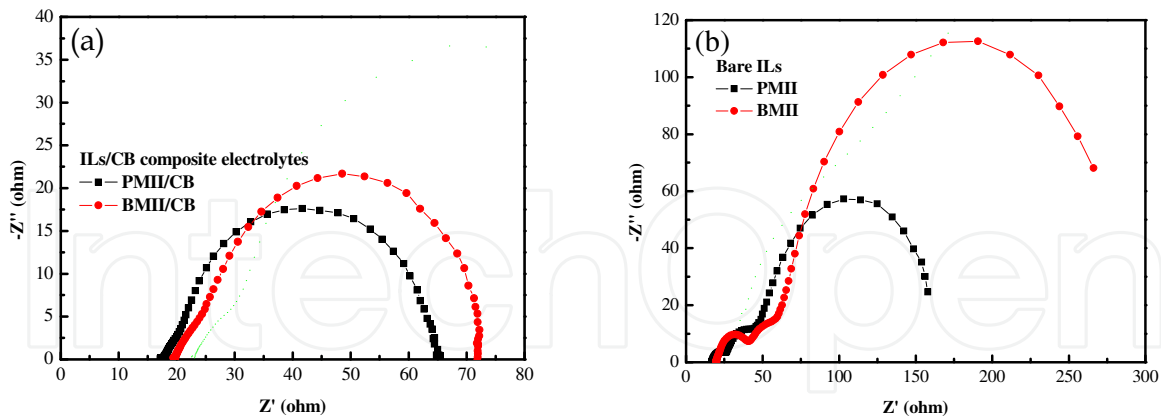 (a)
40
35
30
25
20
15
10
5
0
-Z'' (ohm)
ILs/CB composite electrolytes
PMII/CB
BMII/CB
0 10 20 30 40 50 60 70 80
Z' (ohm)
(b)
120
100
80
60
40
20
0
-Z'' (ohm)
Bare ILs
PMII
BMII
0 50 100 150 200 250 300
Z' (ohm)
IntechOpen